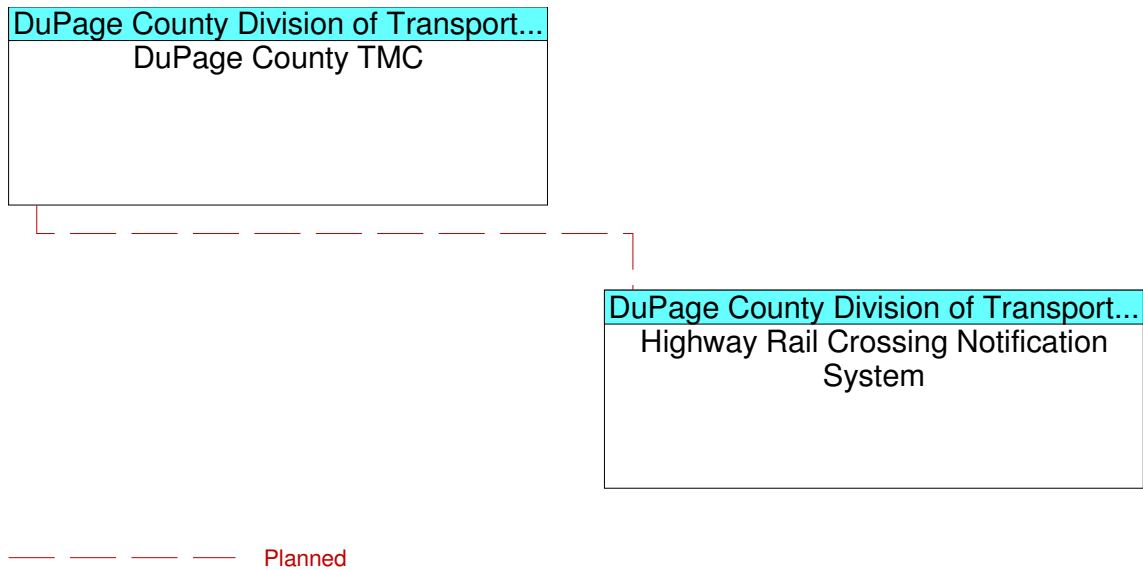 DuPage County Division of Transport...
DuPage County TMC
DuPage County Division of Transport...
Highway Rail Crossing Notification
System
Planned